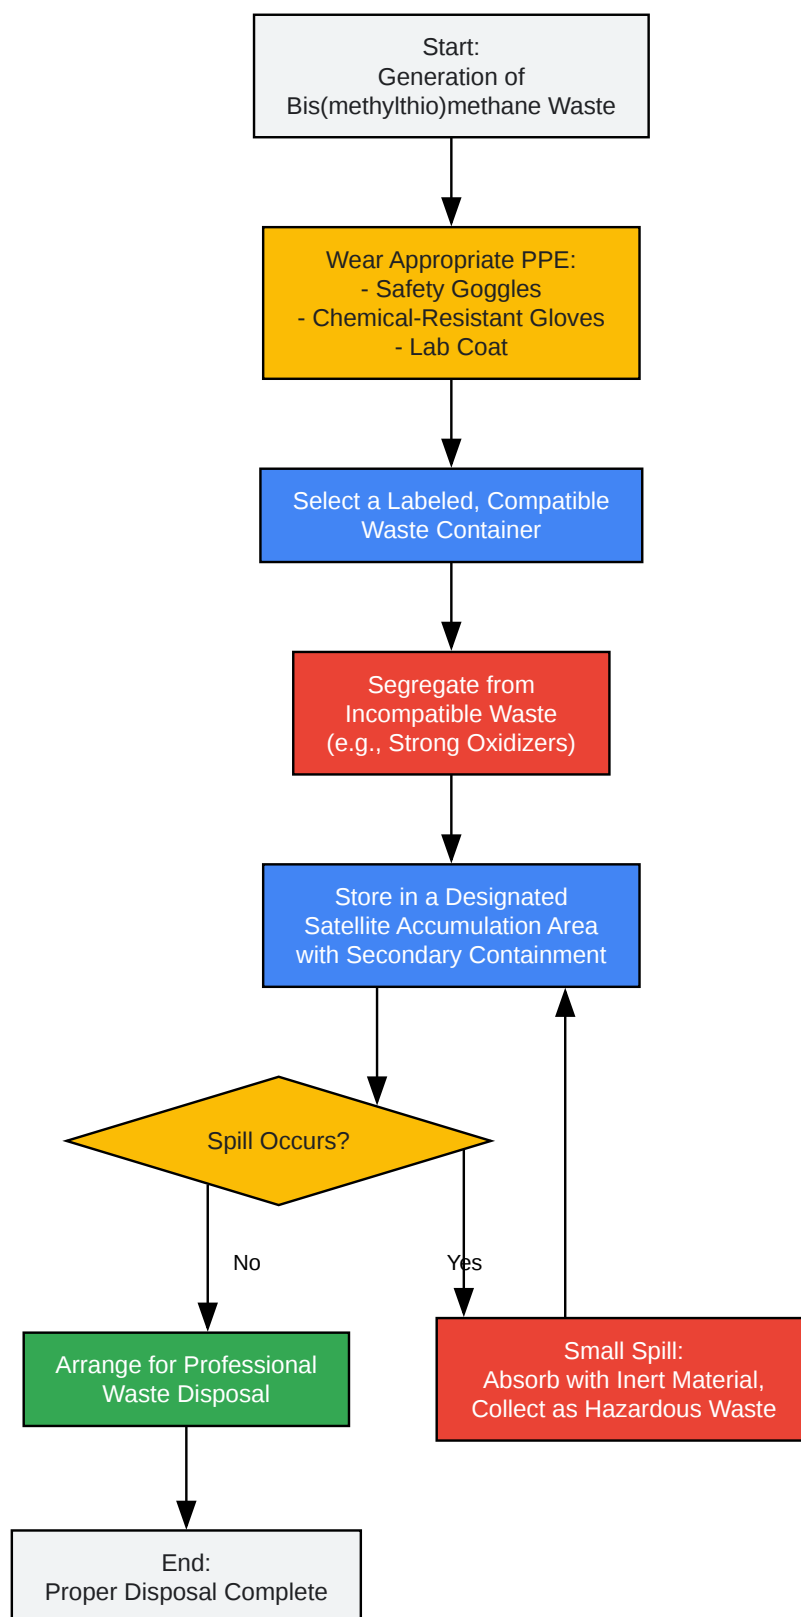 Start:
Generation of
Bis(methylthio)methane Waste
Wear Appropriate PPE:
- Safety Goggles
- Chemical-Resistant Gloves
- Lab Coat
Select a Labeled, Compatible
Waste Container
Segregate from
Incompatible Waste
(e.g., Strong Oxidizers)
Store in a Designated
Satellite Accumulation Area
with Secondary Containment
Spill Occurs?
No
Yes
Small Spill:
Absorb with Inert Material,
Collect as Hazardous Waste
Arrange for Professional
Waste Disposal
End:
Proper Disposal Complete